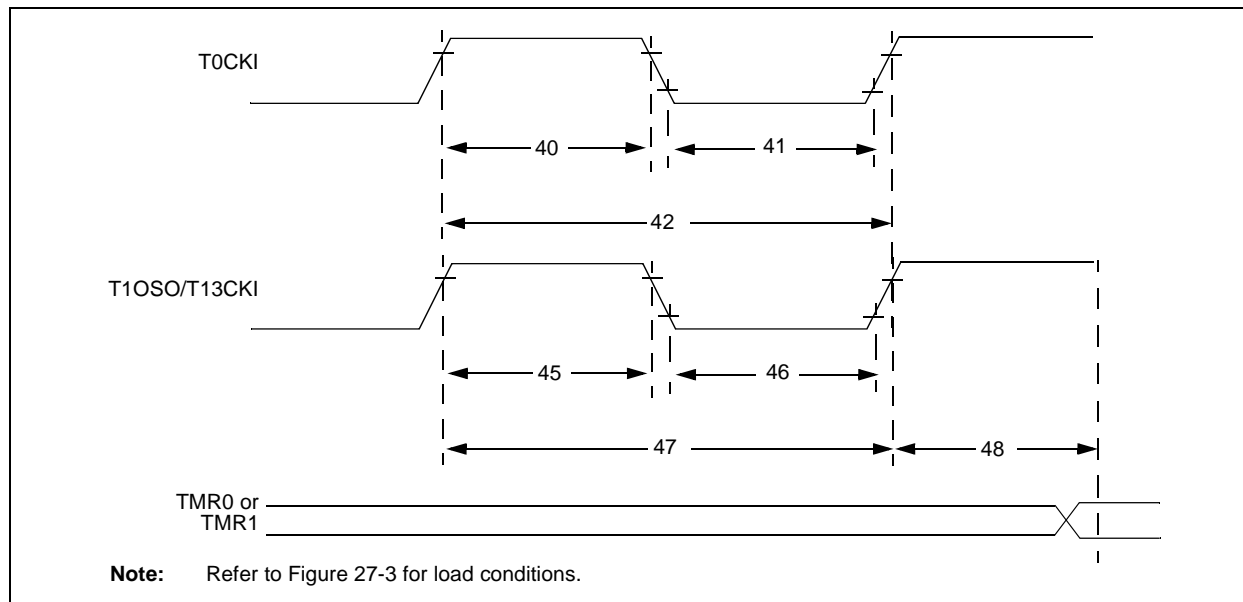 T0CKI
40
41
42
T1OSO/T13CKI
45
46
47
48
TMR0 or
TMR1
Note: Refer to Figure 27-3 for load conditions.